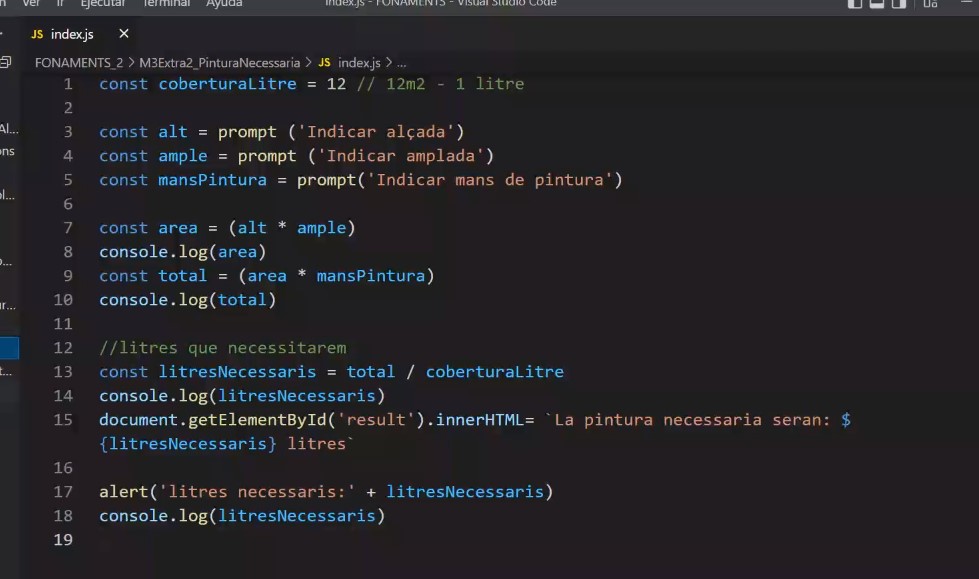 Ver Ir Ejecutar Terminal Ayuda index.js - FONAMENTS - Visual Studio Code
JS index.js ×
FONAMENTS_2 > M3Extra2_PinturaNecessaria > JS index.js > ...
1 const coberturaLitre = 12 // 12m2 - 1 litre
2
3 const alt = prompt ('Indicar alçada')
4 const ample = prompt ('Indicar amplada')
5 const mansPintura = prompt('Indicar mans de pintura')
6
7 const area = (alt * ample)
8 console.log(area)
9 const total = (area * mansPintura)
10 console.log(total)
11
12 //litres que necessitarem
13 const litresNecessaris = total / coberturaLitre
14 console.log(litresNecessaris)
15 document.getElementById('result').innerHTML= `La pintura necessaria seran: $
{litresNecessaris} litres`
16
17 alert('litres necessaris:' + litresNecessaris)
18 console.log(litresNecessaris)
19